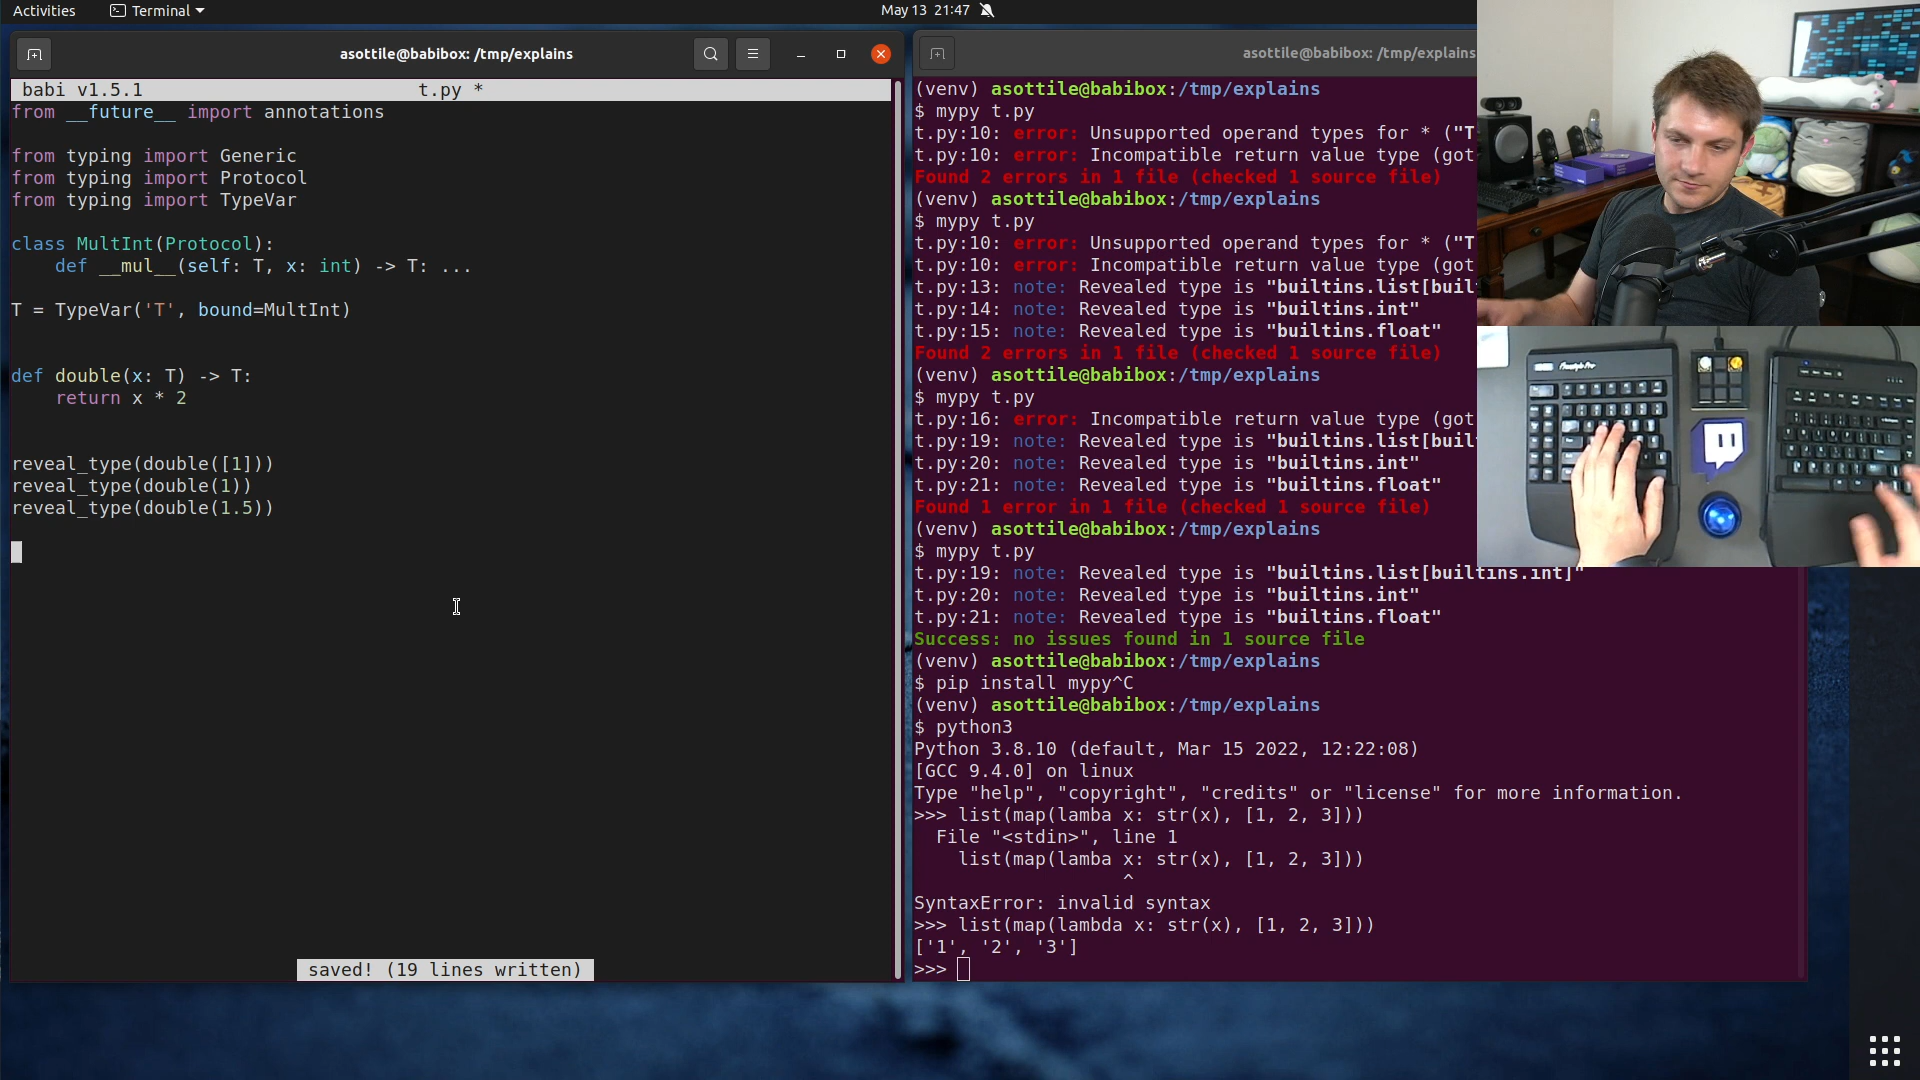 Activities
Terminal
May 13 21:47
asottile@babibox: /tmp/explains
babi v1.5.1
t.py *
from __future__ import annotations
from typing import Generic
from typing import Protocol
from typing import TypeVar
class MultInt(Protocol):
def __mul__(self: T, x: int) -> T: ...
T = TypeVar('T', bound=MultInt)
def double(x: T) -> T:
return x * 2
reveal_type(double([1]))
reveal_type(double(1))
reveal_type(double(1.5))
saved! (19 lines written)
asottile@babibox: /tmp/explains
(venv) asottile@babibox:/tmp/explains
$ mypy t.py
t.py:10: error: Unsupported operand types for * ("T
t.py:10: error: Incompatible return value type (got
Found 2 errors in 1 file (checked 1 source file)
(venv) asottile@babibox:/tmp/explains
$ mypy t.py
t.py:10: error: Unsupported operand types for * ("T
t.py:10: error: Incompatible return value type (got
t.py:13: note: Revealed type is "builtins.list[buil
t.py:14: note: Revealed type is "builtins.int"
t.py:15: note: Revealed type is "builtins.float"
Found 2 errors in 1 file (checked 1 source file)
(venv) asottile@babibox:/tmp/explains
$ mypy t.py
t.py:16: error: Incompatible return value type (got
t.py:19: note: Revealed type is "builtins.list[buil
t.py:20: note: Revealed type is "builtins.int"
t.py:21: note: Revealed type is "builtins.float"
Found 1 error in 1 file (checked 1 source file)
(venv) asottile@babibox:/tmp/explains
$ mypy t.py
t.py:19: note: Revealed type is "builtins.list[builtins.int]"
t.py:20: note: Revealed type is "builtins.int"
t.py:21: note: Revealed type is "builtins.float"
Success: no issues found in 1 source file
(venv) asottile@babibox:/tmp/explains
$ pip install mypy^C
(venv) asottile@babibox:/tmp/explains
$ python3
Python 3.8.10 (default, Mar 15 2022, 12:22:08)
[GCC 9.4.0] on linux
Type "help", "copyright", "credits" or "license" for more information.
>>> list(map(lamba x: str(x), [1, 2, 3]))
File "<stdin>", line 1
list(map(lamba x: str(x), [1, 2, 3]))
^
SyntaxError: invalid syntax
>>> list(map(lambda x: str(x), [1, 2, 3]))
['1', '2', '3']
>>>